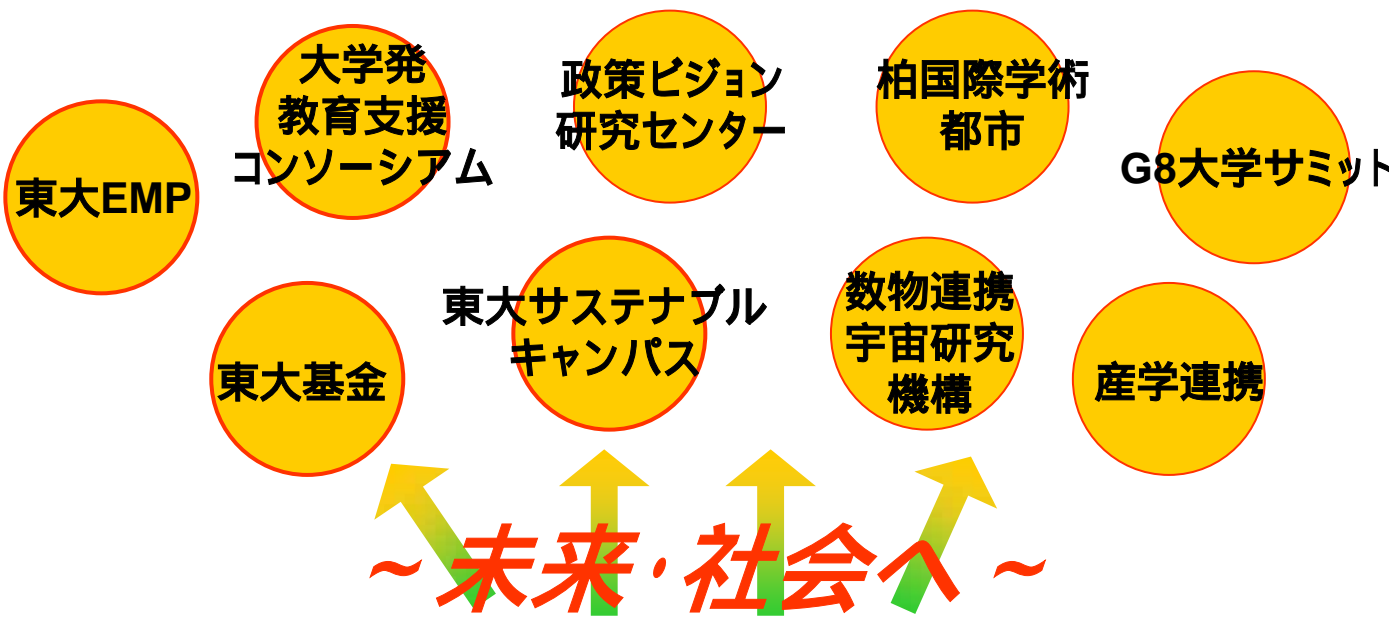 大学発
教育支援
コンソーシアム
政策ビジョン
研究センター
柏国際学術
都市
G8大学サミット
東大EMP
東大サステナブル
キャンパス
数物連携
宇宙研究
機構
東大基金
産学連携
~未来・社会へ~